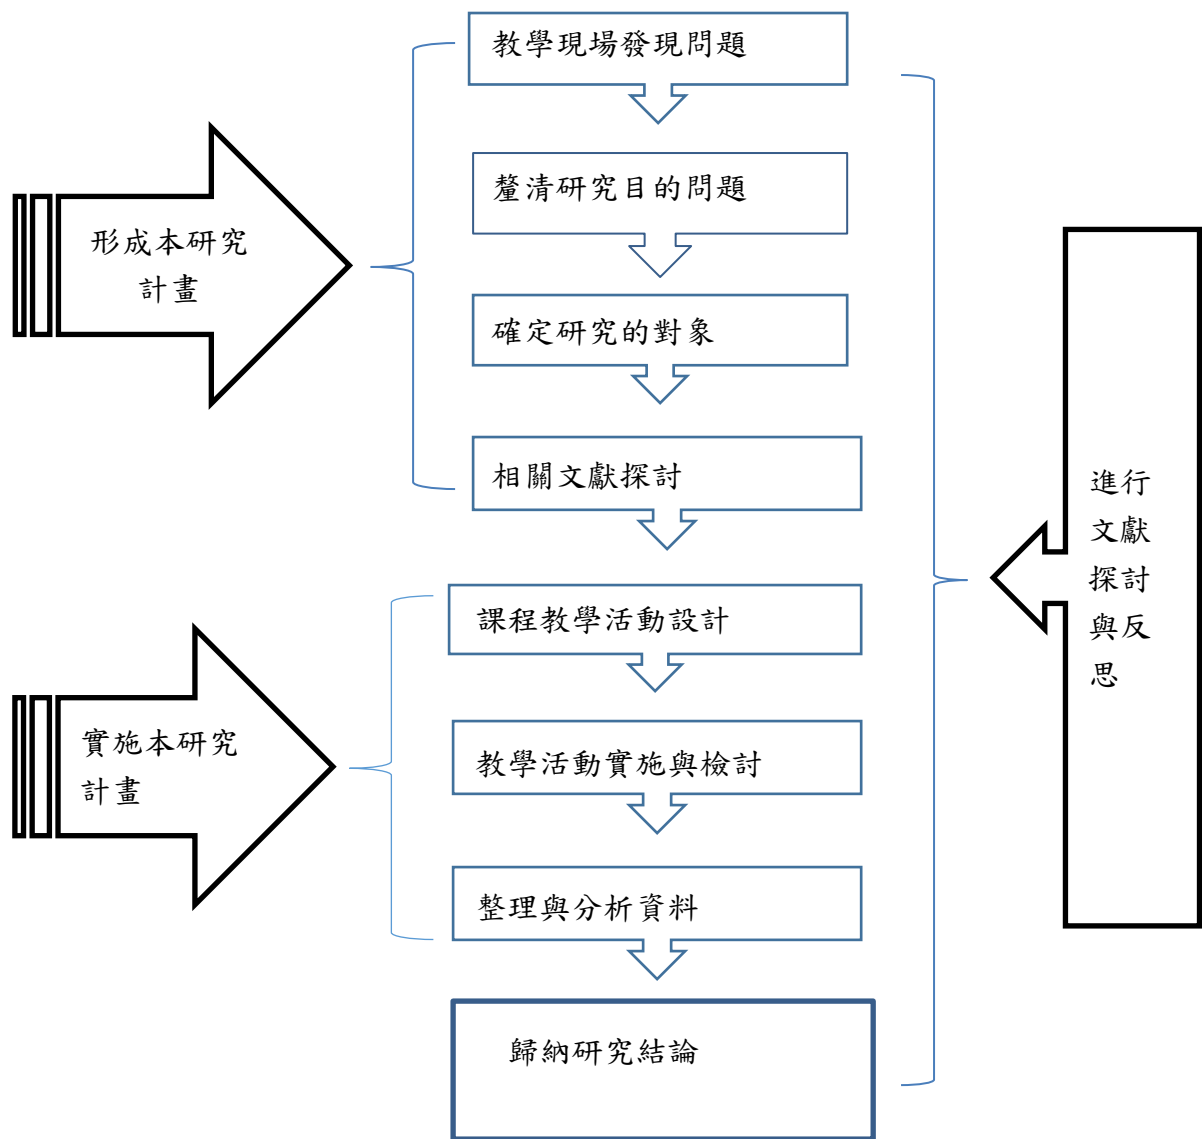 教學現場發現問題
釐清研究目的問題
形成本研究
計畫
確定研究的對象
相關文獻探討
進行
文獻
探討
與反
思
課程教學活動設計
實施本研究
計畫
教學活動實施與檢討
整理與分析資料
歸納研究結論